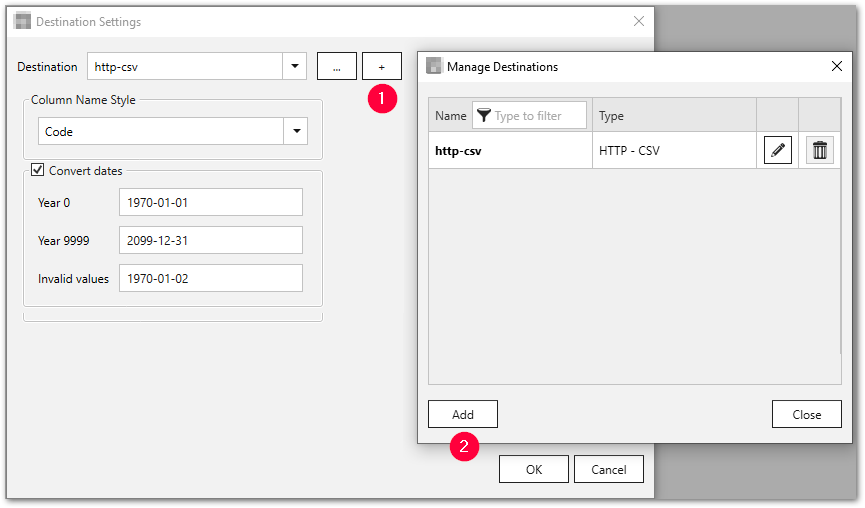 Destination Settings
Destination
http-csv
...
+
1
Column Name Style
Code
Convert dates
Year 0
1970-01-01
Year 9999
2099-12-31
Invalid values
1970-01-02
OK
Cancel
Manage Destinations
Name
Type to filter
Type
http-csv
HTTP - CSV
Add
Close
2